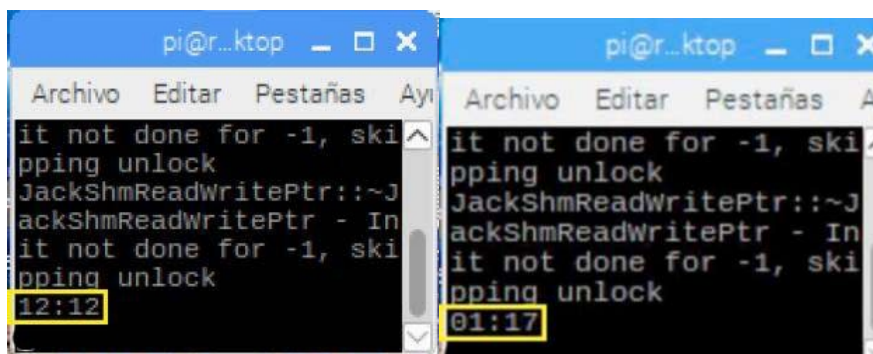 pi@r...ktop
Archivo Editar Pestañas Ayu
it not done for -1, ski
pping unlock
JackShmReadWritePtr::~J
ackShmReadWritePtr - In
it not done for -1, ski
pping unlock
12:12
pi@r...ktop
Archivo Editar Pestañas A
it not done for -1, ski
pping unlock
JackShmReadWritePtr::~J
ackShmReadWritePtr - In
it not done for -1, ski
pping unlock
01:17